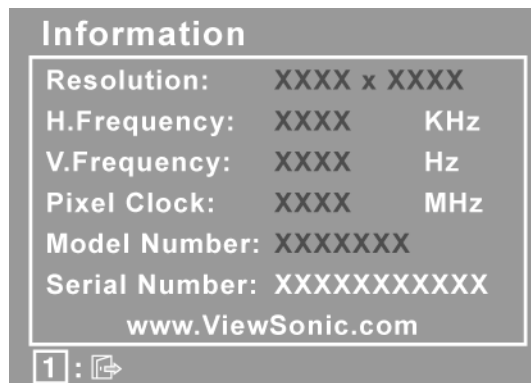 Information
Resolution: XXXX x XXXX
H.Frequency: XXXX KHz
V.Frequency: XXXX Hz
Pixel Clock: XXXX MHz
Model Number: XXXXXXX
Serial Number: XXXXXXXXXXX
www.ViewSonic.com
1 :